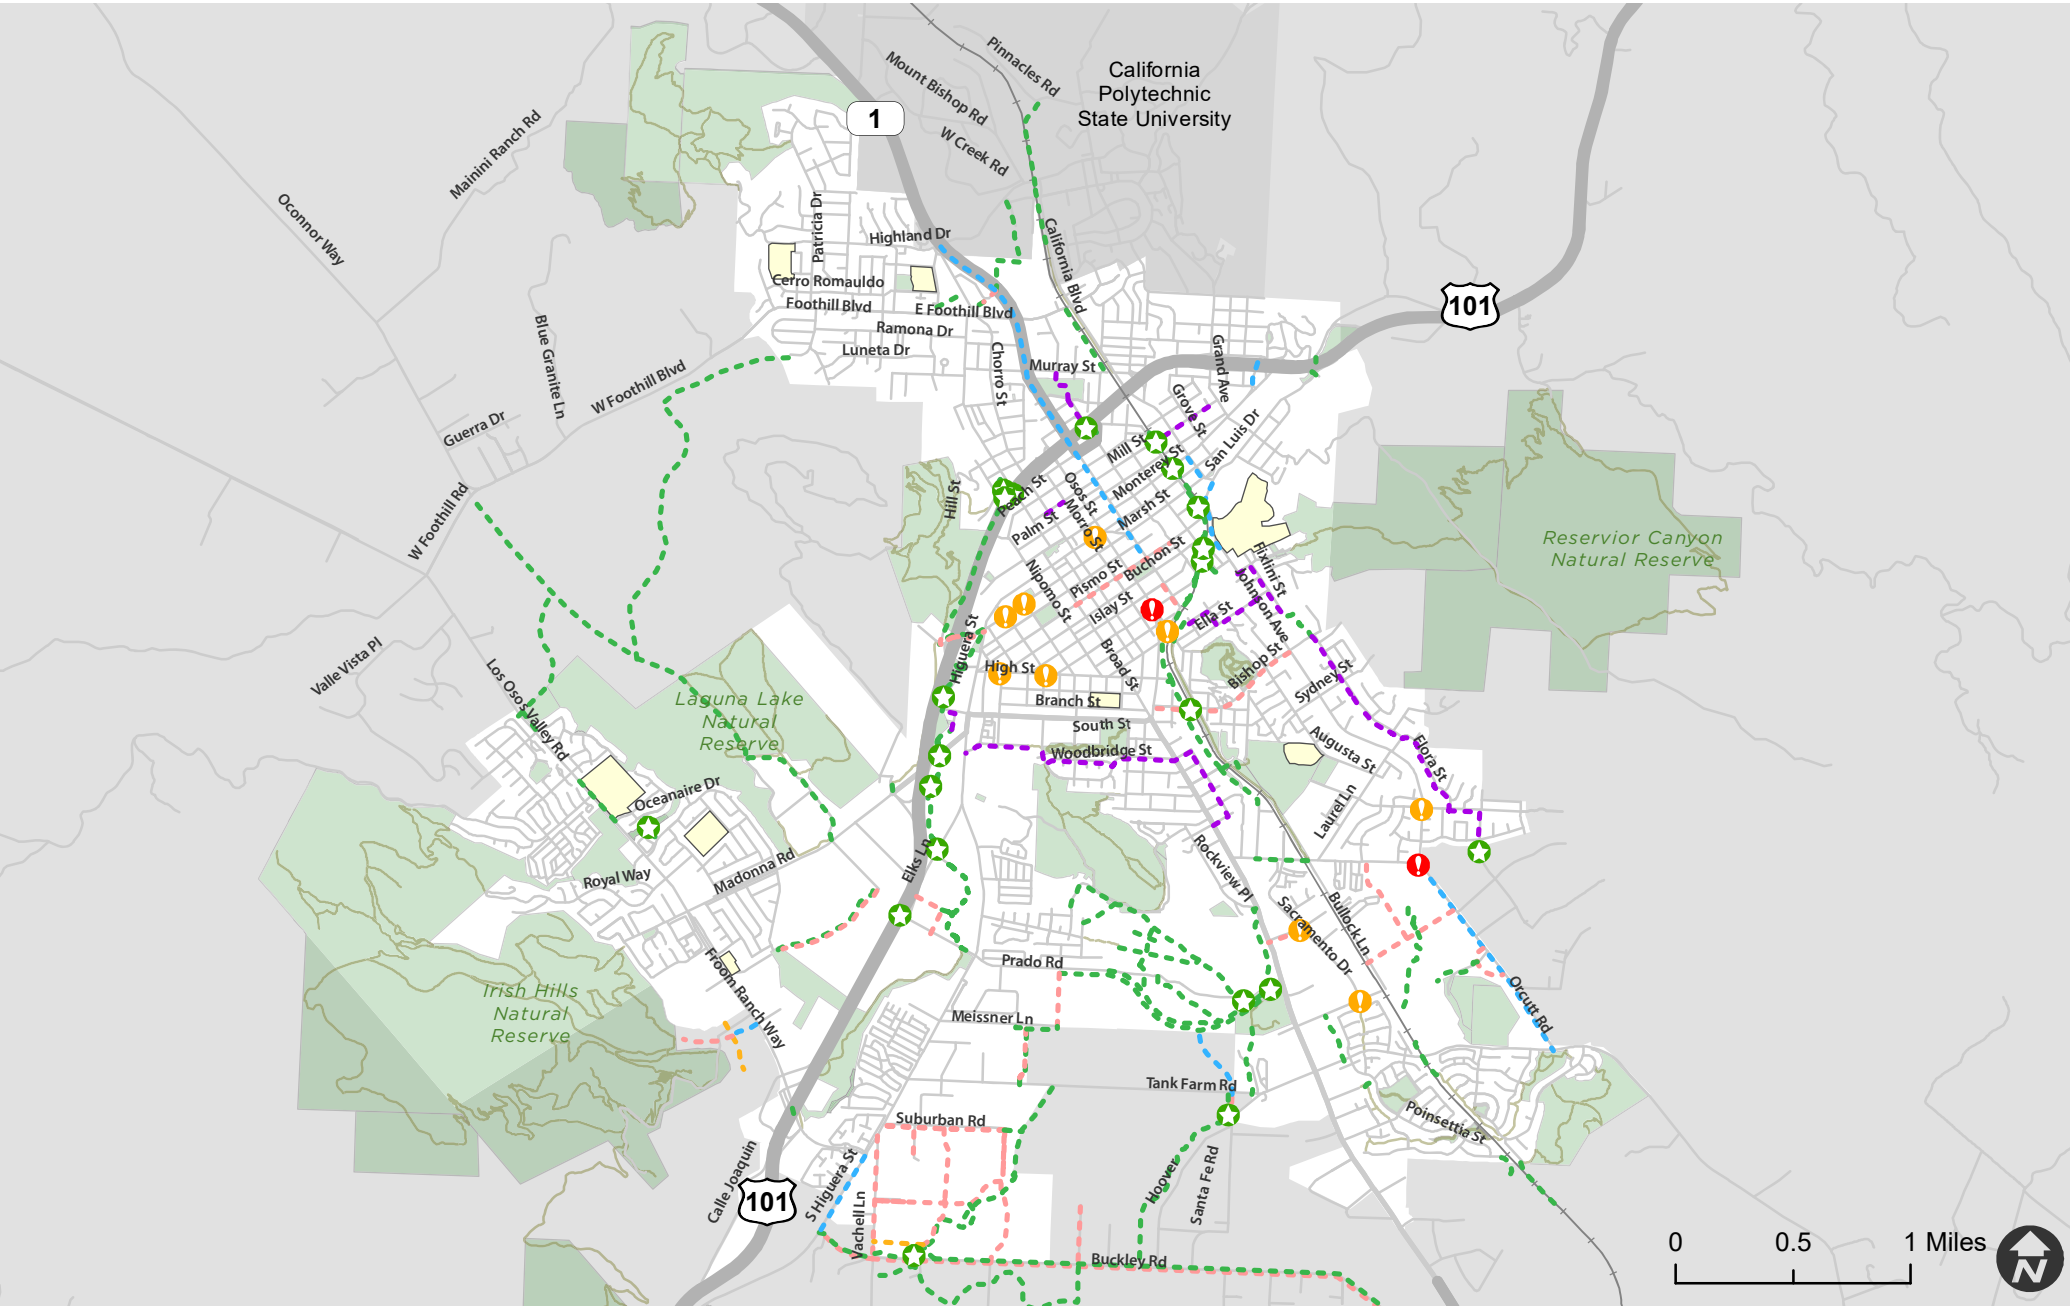 Pinnacles Rd
California
Polytechnic
State University
Mount Bishop Rd
W Creek Rd
1
Mainini Ranch Rd
Oconnor Way
Patricia Dr
Highland Dr
California Blvd
Cerro Romauldo
Foothill Blvd
E Foothill Blvd
101
Ramona Dr
Luneta Dr
Blue Granite Ln
W Foothill Blvd
Chorro St
Murray St
Grand Ave
Grove St
Guerra Dr
San Luis Dr
Mill St
Monterey St
Hill St
Peach St
Osos St
Marsh St
Palm St
Morro St
W Foothill Rd
Reservior Canyon
Natural Reserve
Buchon St
Pismo St
Nipomo St
Islay St
Fixlini St
Johnson Ave
Ella St
Valle Vista Pl
Los Osos Valley Rd
Higuera St
High St
Broad St
Bishop St
Sydney St
Laguna Lake
Natural
Reserve
Branch St
South St
Woodbridge St
Augusta St
Flora St
Oceanaire Dr
Laurel Ln
Elks Ln
Rockview Pl
Royal Way
Madonna Rd
Sacramento Dr
Bullock Ln
Froom Ranch Way
Prado Rd
Irish Hills
Natural
Reserve
Meissner Ln
Orcutt Rd
Tank Farm Rd
Suburban Rd
Poinsettia St
Calle Joaquin
S Higuera St
Vachell Ln
Hoover
Santa Fe Rd
101
Buckley Rd
0 0.5 1 Miles
N